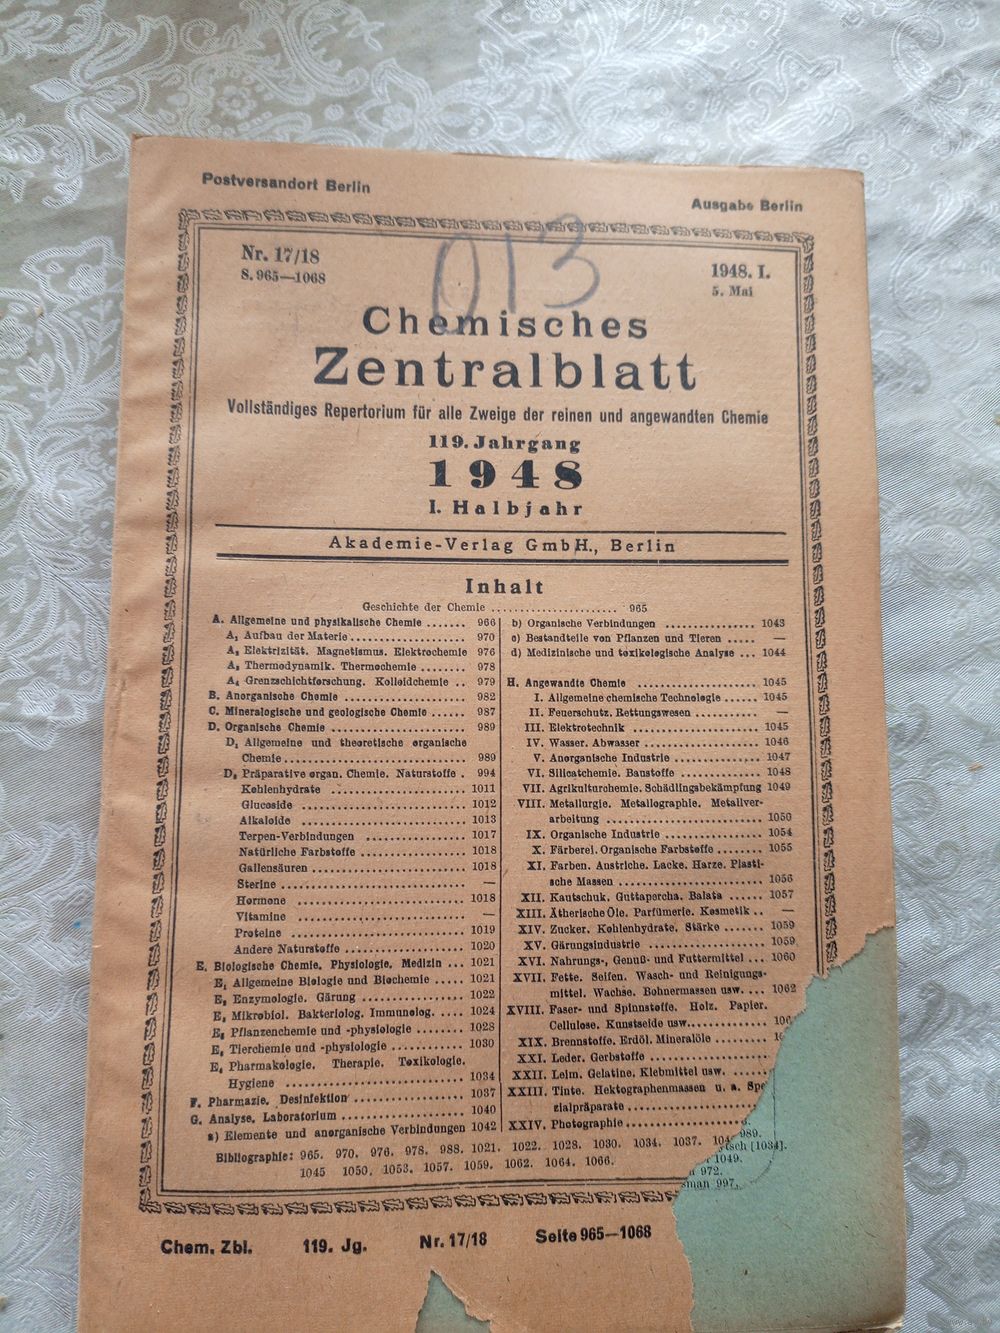 Postversandort Berlin
Ausgabe Berlin
Nr. 17/18
S. 965—1068
013
1948. I.
5. Mai
Chemisches
Zentralblatt
Vollständiges Repertorium für alle Zweige der reinen und angewandten Chemie
119. Jahrgang
1948
I. Halbjahr
Akademie-Verlag GmbH., Berlin
Inhalt
Geschichte der Chemie .................... 965
A. Allgemeine und physikalische Chemie ....... 966
A₁ Aufbau der Materie .................... 970
A₂ Elektrizität. Magnetismus. Elektrochemie 976
A₃ Thermodynamik. Thermochemie ........ 978
A₄ Grenzschichtforschung. Kolloidchemie .. 979
B. Anorganische Chemie .................... 982
C. Mineralogische und geologische Chemie ...... 987
D. Organische Chemie ...................... 989
D₁ Allgemeine und theoretische organische
Chemie ............................ 989
D₂ Präparative organ. Chemie. Naturstoffe . 994
Kohlenhydrate ...................... 1011
Glucoside .......................... 1012
Alkaloide .......................... 1013
Terpen-Verbindungen ................ 1017
Natürliche Farbstoffe ................ 1018
Gallensäuren ........................ 1018
Sterine ............................ —
Hormone .......................... 1018
Vitamine .......................... —
Proteine .......................... 1019
Andere Naturstoffe .................. 1020
E. Biologische Chemie. Physiologie. Medizin ... 1021
E₁ Allgemeine Biologie und Biochemie ..... 1021
E₂ Enzymologie. Gärung ................ 1022
E₃ Mikrobiol. Bakteriolog. Immunolog. .... 1024
E₄ Pflanzenchemie und -physiologie ........ 1028
E₅ Tierchemie und -physiologie ........... 1030
E₆ Pharmakologie. Therapie. Toxikologie.
Hygiene ............................ 1034
F. Pharmazie. Desinfektion .................. 1037
G. Analyse. Laboratorium .................... 1040
a) Elemente und anorganische Verbindungen 1042
b) Organische Verbindungen .............. 1043
c) Bestandteile von Pflanzen und Tieren ..... —
d) Medizinische und toxikologische Analyse ... 1044
H. Angewandte Chemie .................... 1045
I. Allgemeine chemische Technologie ...... 1045
II. Feuerschutz. Rettungswesen ............ —
III. Elektrotechnik ...................... 1045
IV. Wasser. Abwasser .................... 1046
V. Anorganische Industrie ................ 1047
VI. Silicatchemie. Baustoffe .............. 1048
VII. Agrikulturchemie. Schädlingsbekämpfung 1049
VIII. Metallurgie. Metallographie. Metallver-
arbeitung .......................... 1050
IX. Organische Industrie .................. 1054
X. Färberei. Organische Farbstoffe ........ 1055
XI. Farben. Anstriche. Lacke. Harze. Plasti-
sche Massen ........................ 1056
XII. Kautschuk. Guttapercha. Balata ...... 1057
XIII. Ätherische Öle. Parfümerie. Kosmetik .. —
XIV. Zucker. Kohlenhydrate. Stärke ........ 1059
XV. Gärungsindustrie .................... 1059
XVI. Nahrungs-, Genuß- und Futtermittel ... 1060
XVII. Fette. Seifen. Wasch- und Reinigungs-
mittel. Wachse. Bohnermassen usw. ... 1062
XVIII. Faser- und Spinnstoffe. Holz. Papier.
Cellulose. Kunstseide usw. ............
XIX. Brennstoffe. Erdöl. Mineralöle ........
XXI. Leder. Gerbstoffe ....................
XXII. Leim. Gelatine. Klebmittel usw. ......
XXIII. Tinte. Hektographenmassen u. a. Spe
zialpräparate ....................
XXIV. Photographie ....................
Bibliographie: 965. 970. 976. 978. 988. 1021. 1022. 1028. 1030. 1034. 1037.
1045 1050. 1053. 1057. 1059. 1062. 1064. 1066.
989.
[1034].
1049.
972.
sman 997,
Chem. Zbl. 119. Jg. Nr. 17/18 Seite 965—1068